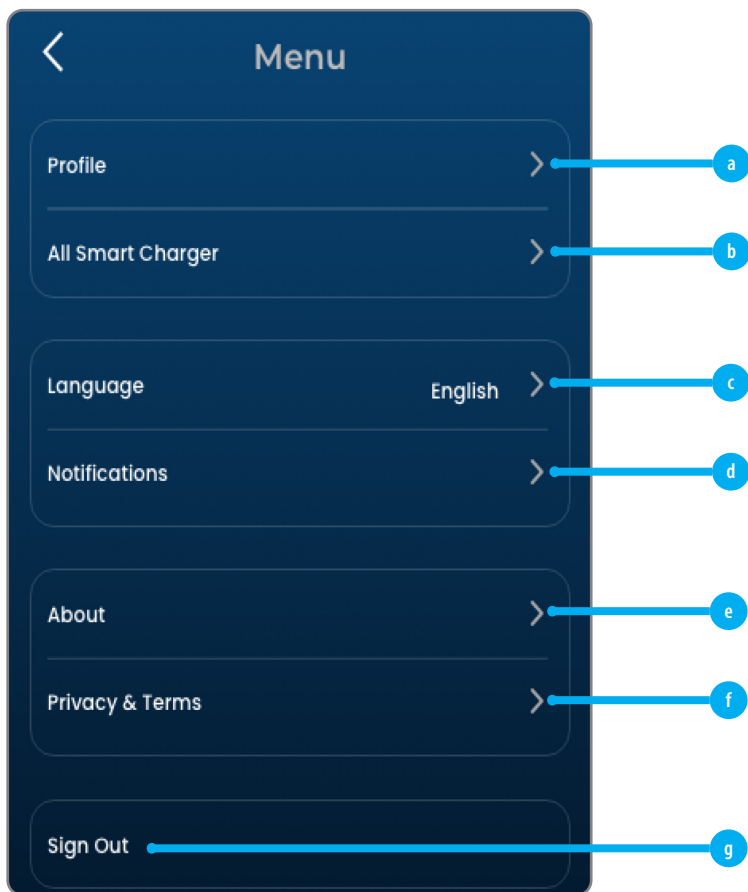 Menu
Profile
a
All Smart Charger
b
Language English
c
Notifications
d
About
e
Privacy & Terms
f
Sign Out
g